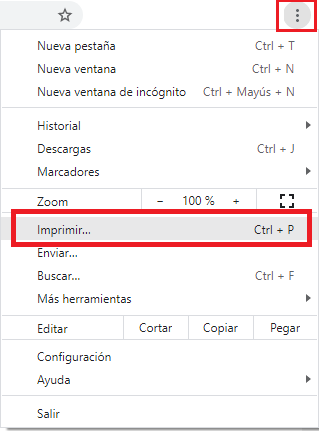 Nueva pestaña Ctrl + T
Nueva ventana Ctrl + N
Nueva ventana de incógnito Ctrl + Mayús + N
Historial
Descargas Ctrl + J
Marcadores
Zoom − 100 % +
Imprimir... Ctrl + P
Enviar...
Buscar... Ctrl + F
Más herramientas
Editar Cortar Copiar Pegar
Configuración
Ayuda
Salir